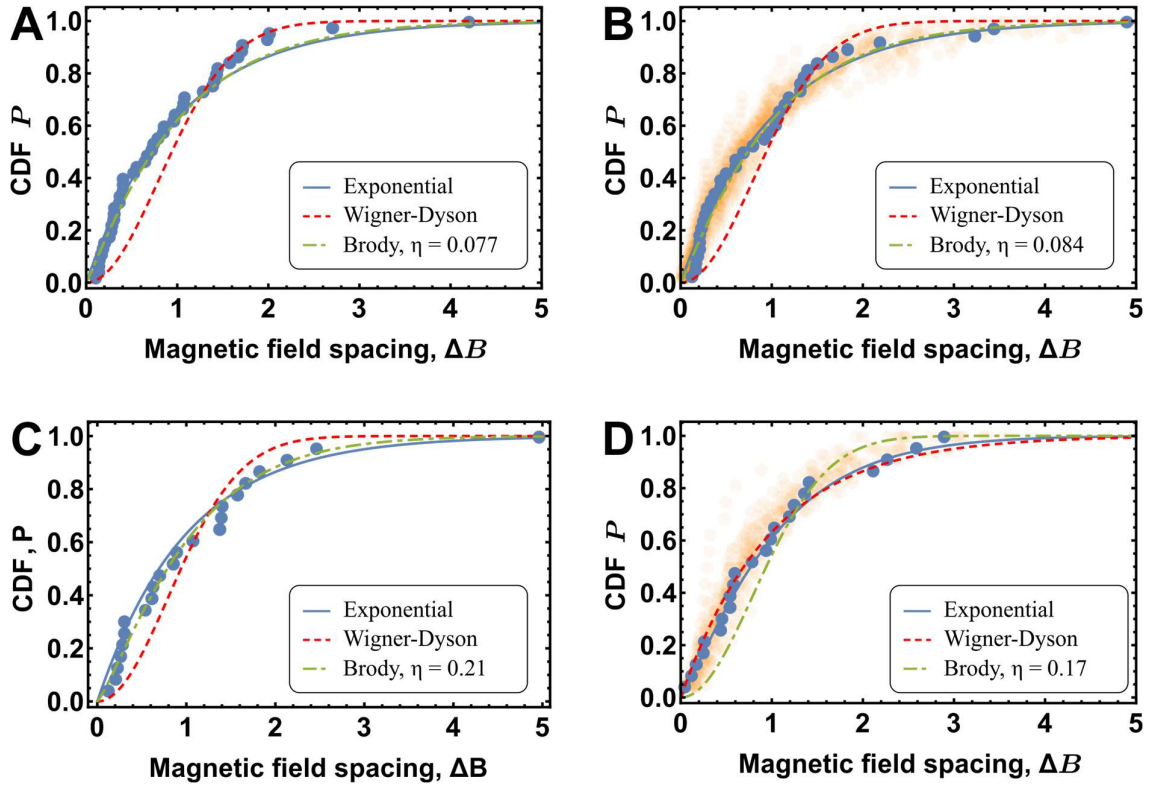 A
CDF P
1.0
0.8
0.6
0.4
0.2
0.0
Exponential
Wigner-Dyson
Brody, η = 0.077
0 1 2 3 4 5
Magnetic field spacing, ΔB
B
CDF P
1.0
0.8
0.6
0.4
0.2
0.0
Exponential
Wigner-Dyson
Brody, η = 0.084
0 1 2 3 4 5
Magnetic field spacing, ΔB
C
CDF, P
1.0
0.8
0.6
0.4
0.2
0.0
Exponential
Wigner-Dyson
Brody, η = 0.21
0 1 2 3 4 5
Magnetic field spacing, ΔB
D
CDF P
1.0
0.8
0.6
0.4
0.2
0.0
Exponential
Wigner-Dyson
Brody, η = 0.17
0 1 2 3 4 5
Magnetic field spacing, ΔB